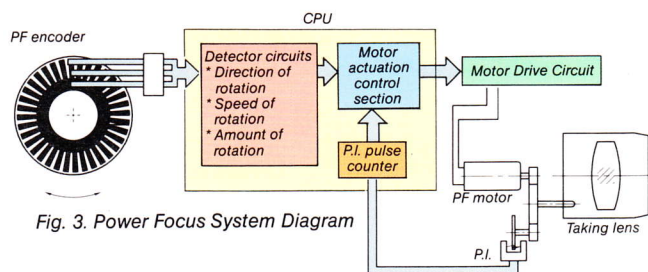 CPU
PF encoder
Detector circuits
* Direction of
rotation
* Speed of
rotation
* Amount of
rotation
Motor
actuation
control
section
Motor Drive Circuit
P.I. pulse
counter
PF motor
Taking lens
P.I.
Fig. 3. Power Focus System Diagram